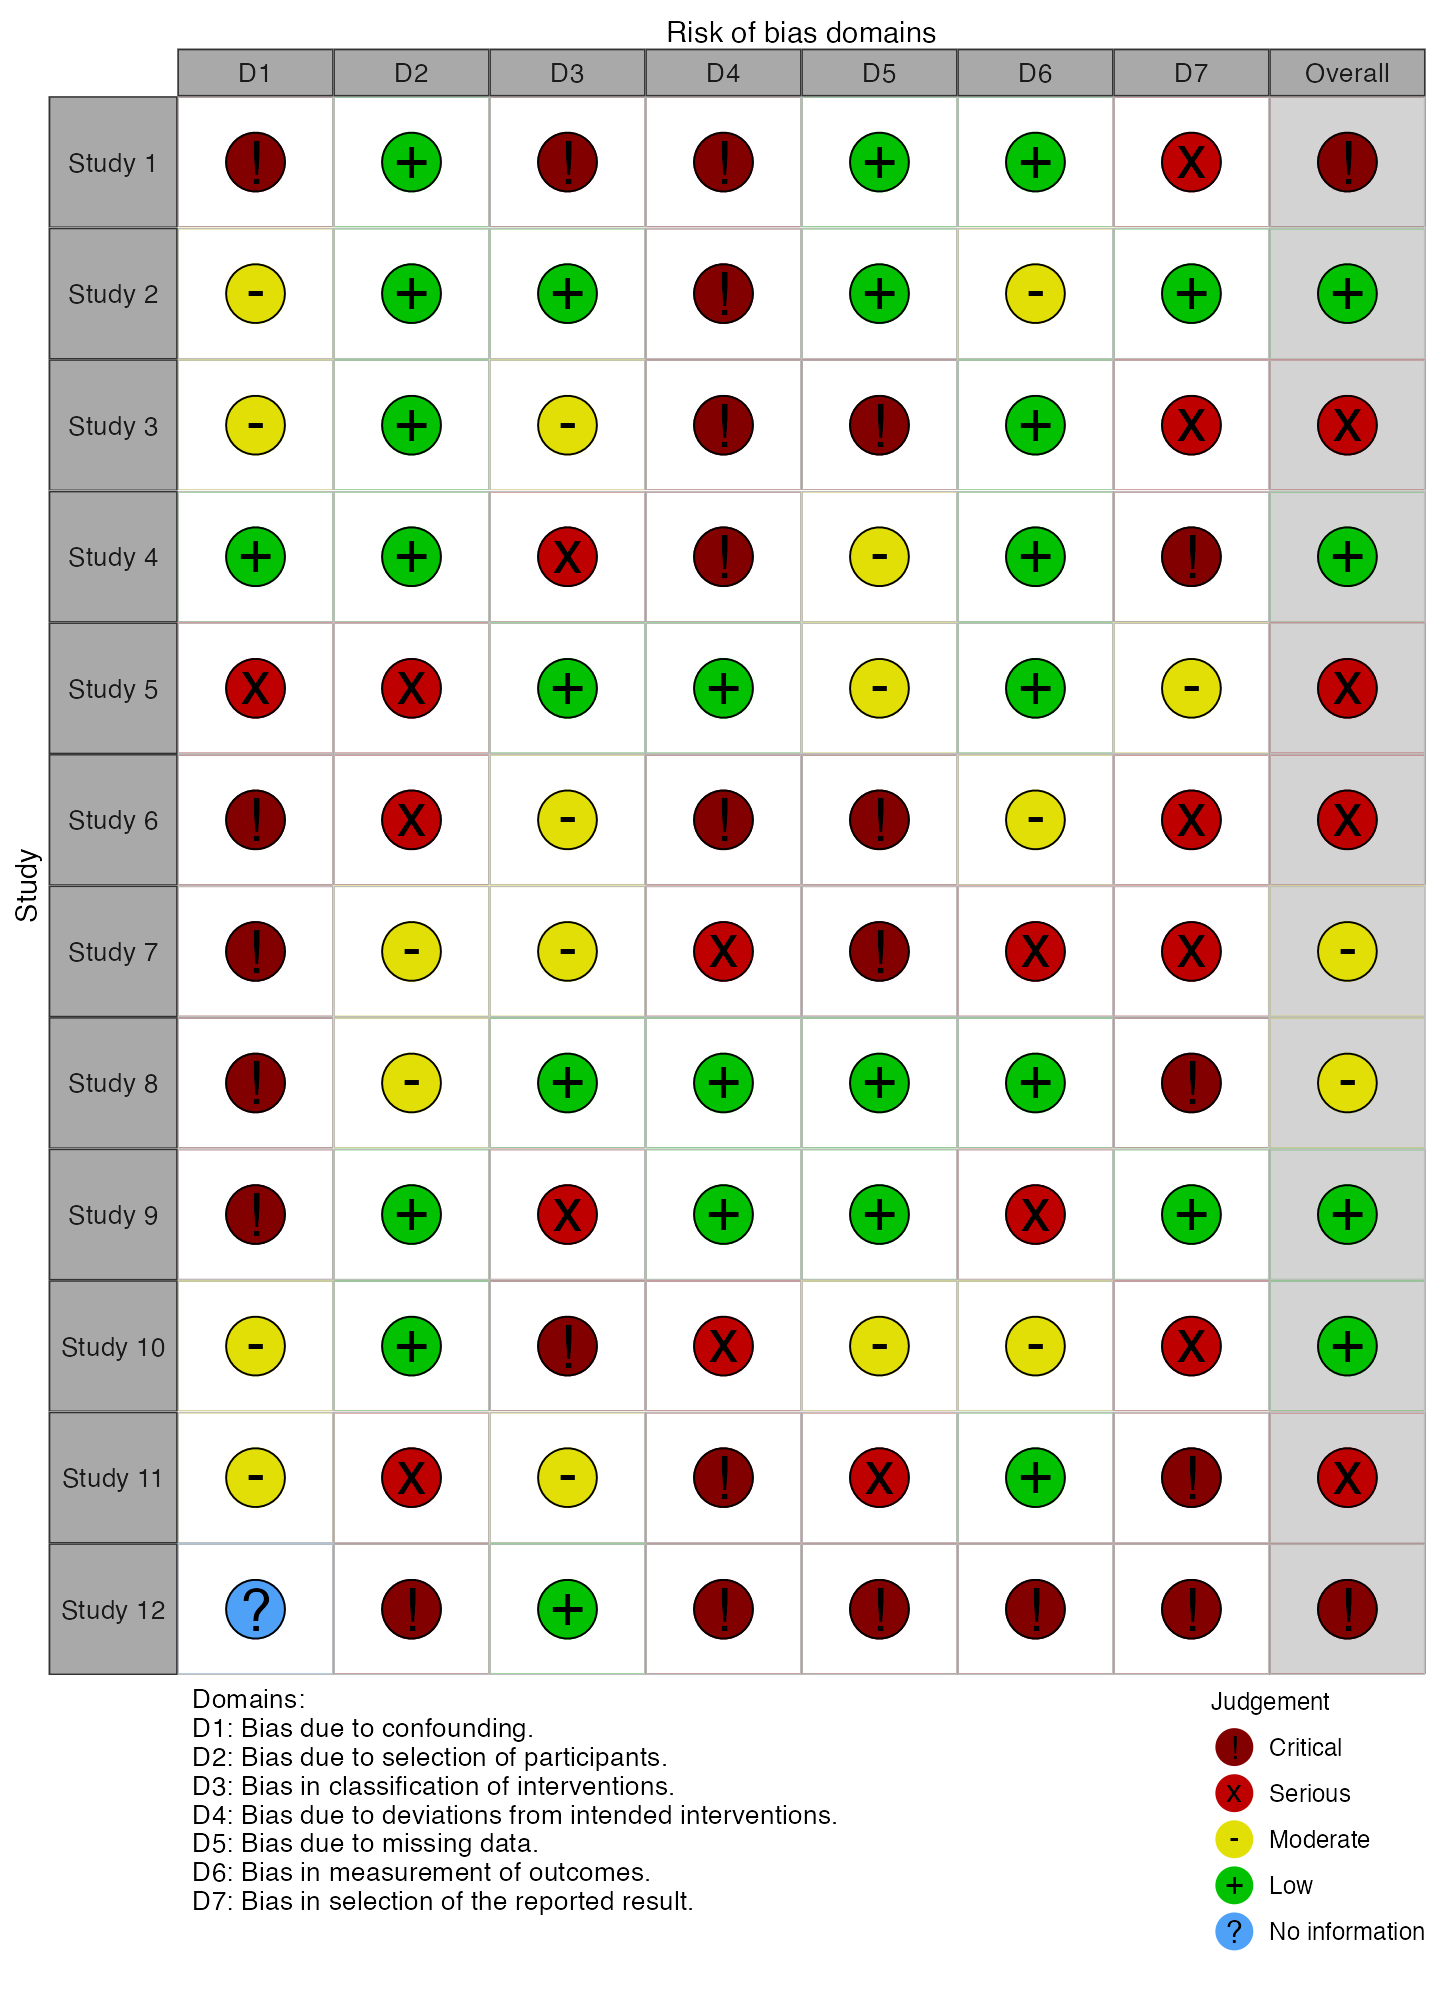 Risk of bias domains
D1 D2 D3 D4 D5 D6 D7 Overall
Study 1 ! + ! ! + + X !
Study 2 - + + ! + - + +
Study 3 - + - ! ! + X X
Study 4 + + X ! - + ! +
Study 5 X X + + - + - X
Study 6 ! X - ! ! - X X
Study 7 ! - - X ! X X -
Study 8 ! - + + + + ! -
Study 9 ! + X + + X + +
Study 10 - + ! X - - X +
Study 11 - X - ! X + ! X
Study 12 ? ! + ! ! ! ! !
Study
Domains:
D1: Bias due to confounding.
D2: Bias due to selection of participants.
D3: Bias in classification of interventions.
D4: Bias due to deviations from intended interventions.
D5: Bias due to missing data.
D6: Bias in measurement of outcomes.
D7: Bias in selection of the reported result.
Judgement
! Critical
X Serious
- Moderate
+ Low
? No information